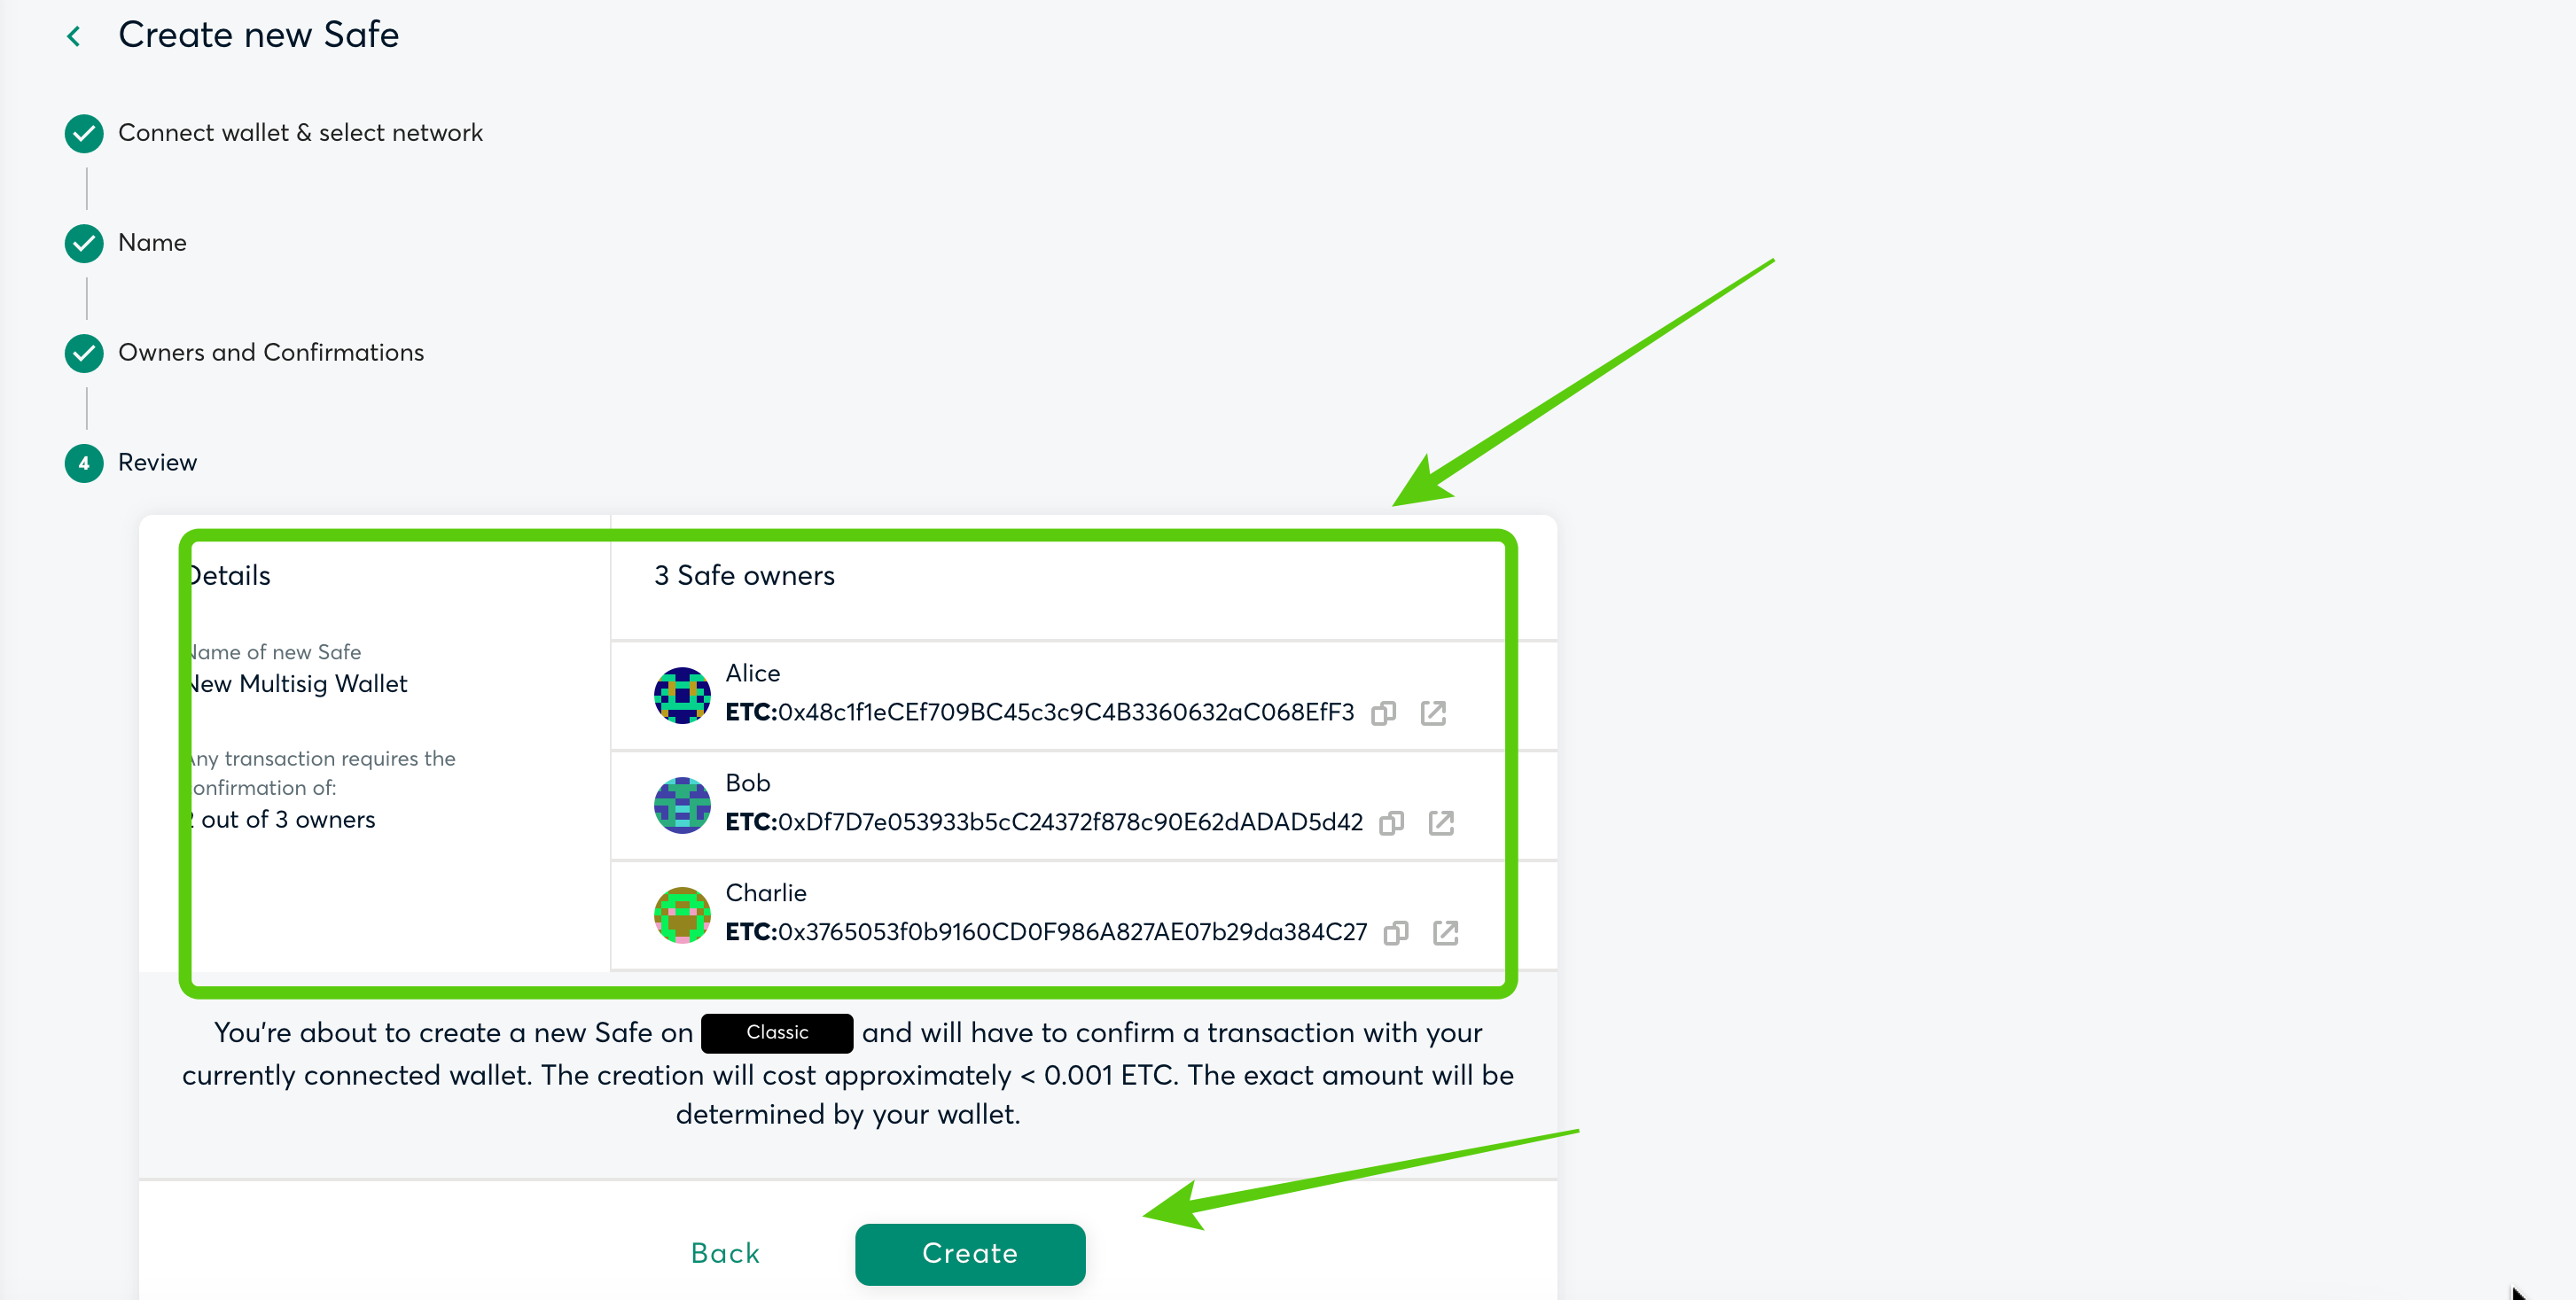 Create new Safe
Connect wallet & select network
Name
Owners and Confirmations
4 Review
Details
Name of new Safe
New Multisig Wallet
Any transaction requires the
confirmation of:
2 out of 3 owners
3 Safe owners
Alice
ETC:0x48c1f1eCEf709BC45c3c9C4B3360632aC068EfF3
Bob
ETC:0xDf7D7e053933b5cC24372f878c90E62dADAD5d42
Charlie
ETC:0x3765053f0b9160CD0F986A827AE07b29da384C27
You're about to create a new Safe on Classic and will have to confirm a transaction with your
currently connected wallet. The creation will cost approximately < 0.001 ETC. The exact amount will be
determined by your wallet.
Back
Create